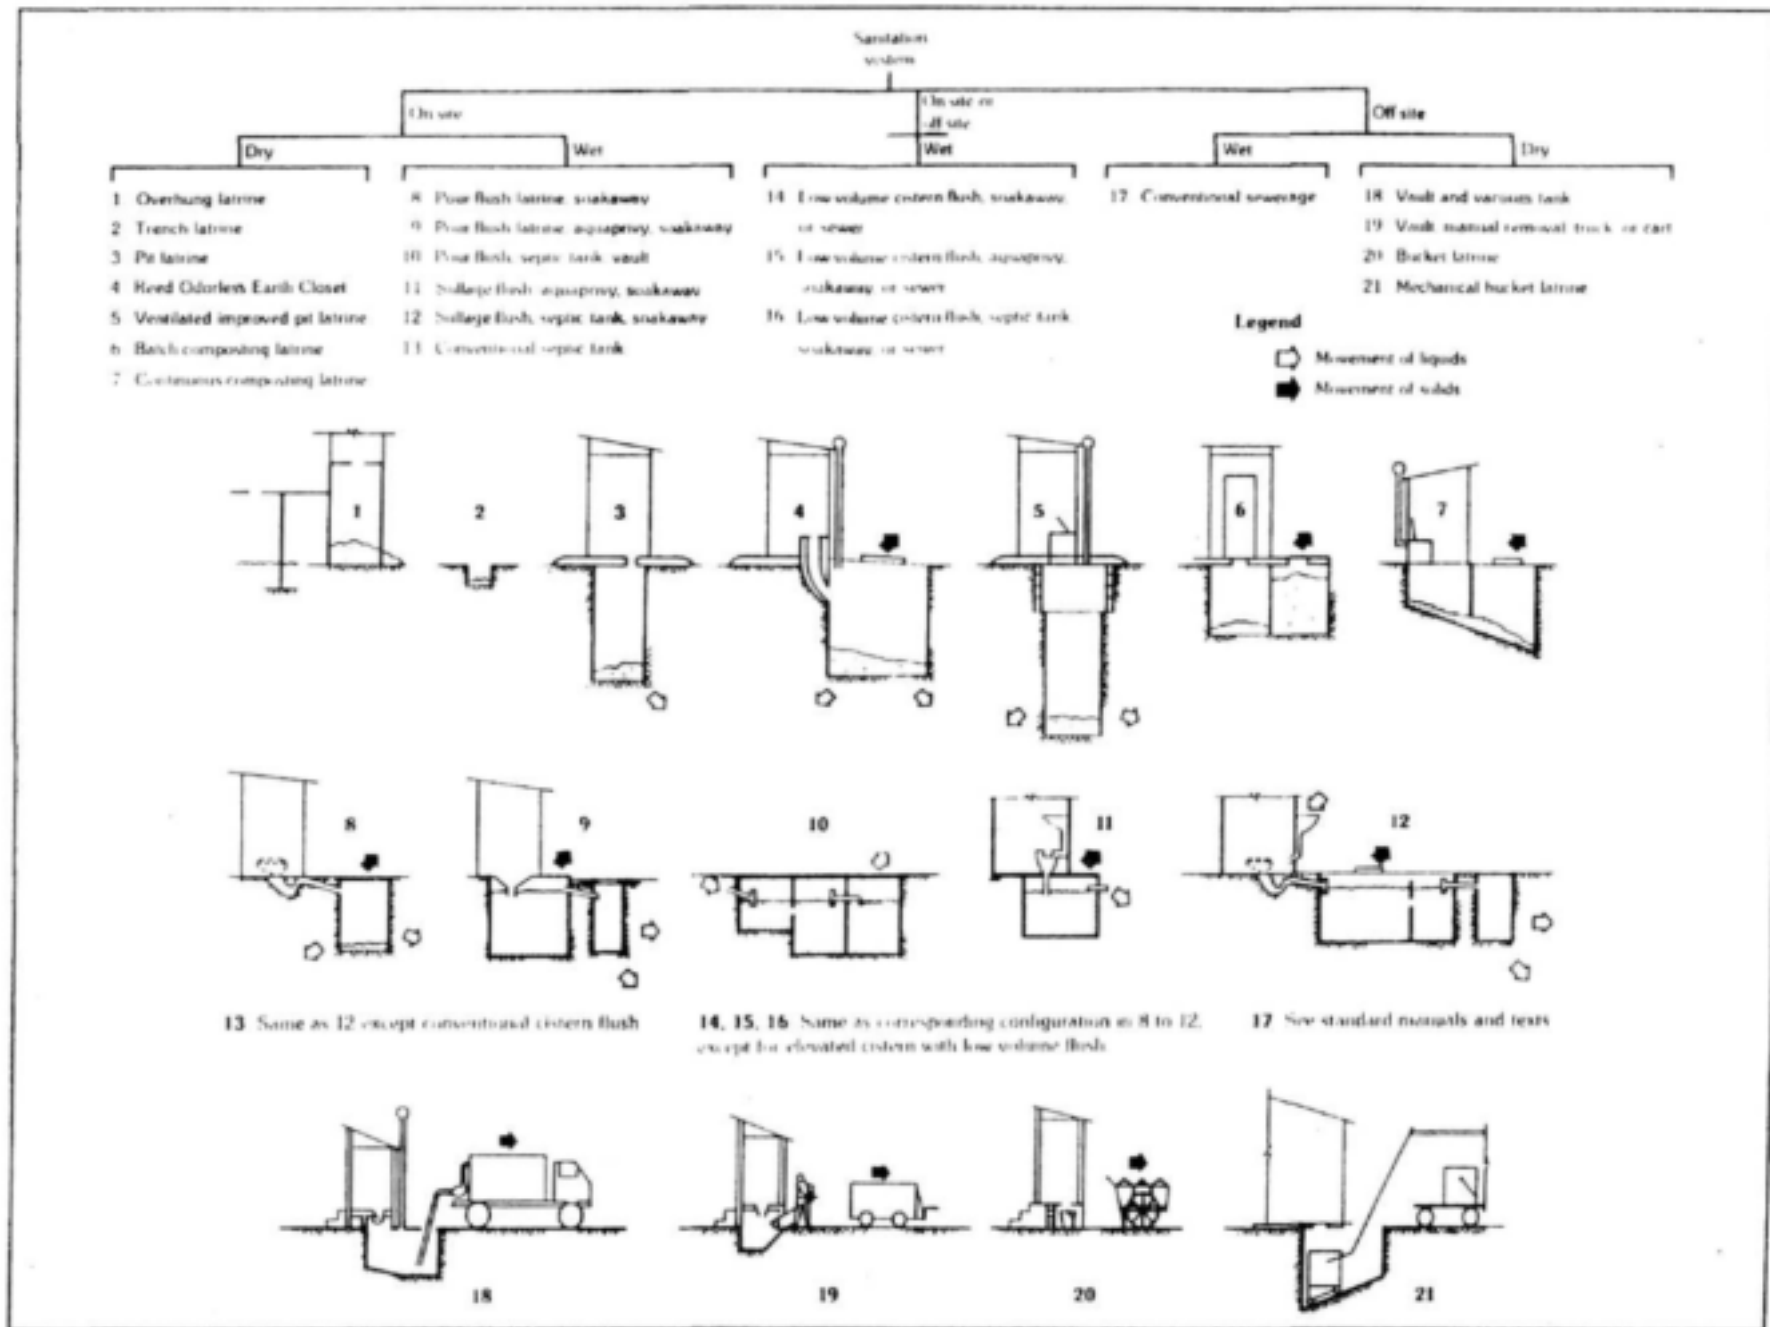 Sanitation
system
On site
On site or
off site
Off site
Dry
Wet
Wet
Wet
Dry
1 Overhung latrine
2 Trench latrine
3 Pit latrine
4 Reed Odorless Earth Closet
5 Ventilated improved pit latrine
6 Batch composting latrine
7 Continuous composting latrine
8 Pour flush latrine, soakaway
9 Pour flush latrine, aquaprivy, soakaway
10 Pour flush, septic tank, vault
11 Sullage flush, aquaprivy, soakaway
12 Sullage flush, septic tank, soakaway
13 Conventional septic tank
14 Low volume cistern flush, soakaway,
or sewer
15 Low volume cistern flush, aquaprivy,
soakaway, or sewer
16 Low volume cistern flush, septic tank,
soakaway, or sewer
17 Conventional sewerage
18 Vault and vacuum tank
19 Vault, manual removal, truck, or cart
20 Bucket latrine
21 Mechanical bucket latrine
Legend
Movement of liquids
Movement of solids
1
2
3
4
5
6
7
8
9
10
11
12
13 Same as 12 except conventional cistern flush
14, 15, 16 Same as corresponding configuration in 8 to 12,
except for elevated cistern with low volume flush
17 See standard manuals and texts
18
19
20
21